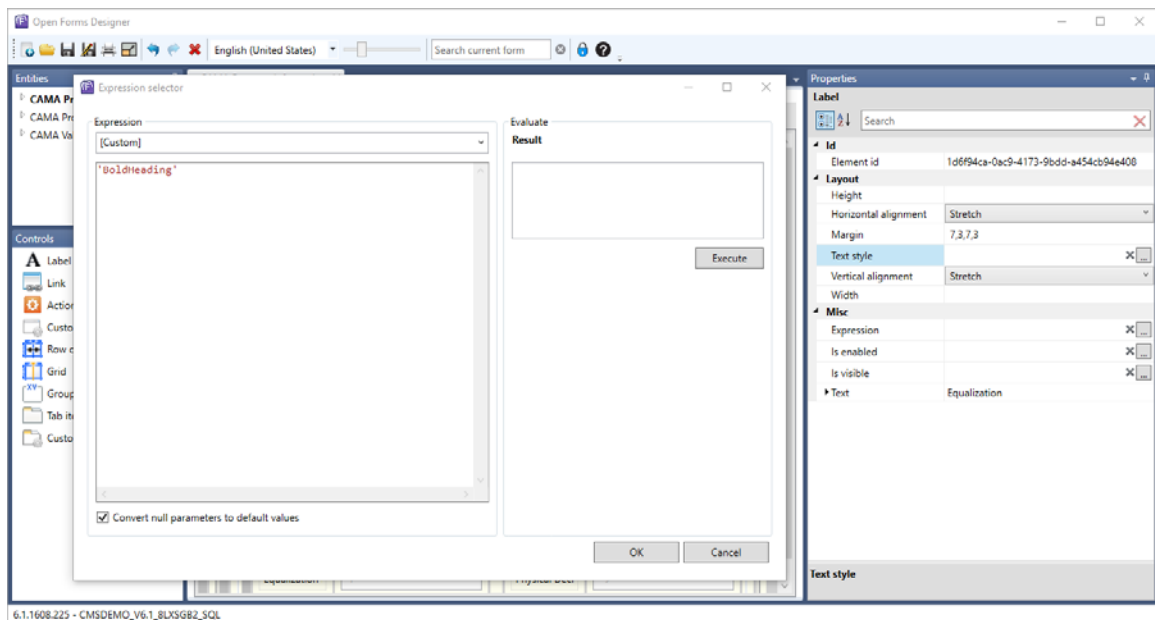 Open Forms Designer
English (United States)
Search current form
Entities
CAMA Pr
CAMA Pre
CAMA Va
Controls
Label
Link
Action
Custo
Row c
Grid
Group
Tab ite
Custo
Expression selector
Expression
[Custom]
'BoldHeading'
Convert null parameters to default values
Evaluate
Result
Execute
OK
Cancel
Equalization
Properties
Label
Search
Id
Element id 1d6f94ca-0ac9-4173-9bdd-a454cb94e408
Layout
Height
Horizontal alignment Stretch
Margin 7,3,7,3
Text style
Vertical alignment Stretch
Width
Misc
Expression
Is enabled
Is visible
Text Equalization
Text style
6.1.1608.225 - CMSDEMO_V6.1_8LXSGB2_SQL